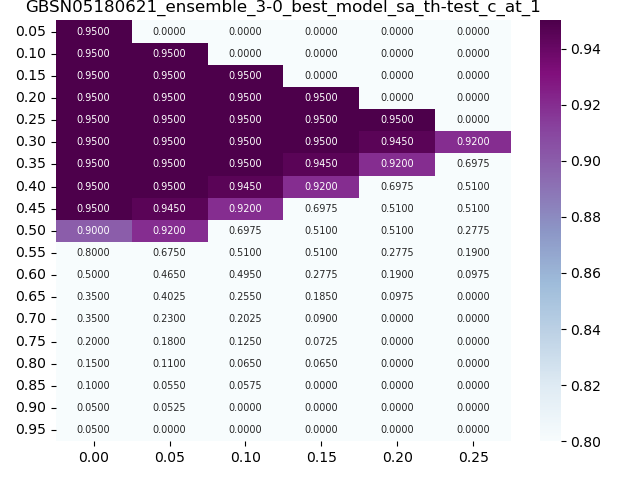 GBSN05180621_ensemble_3-0_best_model_sa_th-test_c_at_1
0.05 0.9500 0.0000 0.0000 0.0000 0.0000 0.0000
0.10 0.9500 0.9500 0.0000 0.0000 0.0000 0.0000
0.15 0.9500 0.9500 0.9500 0.0000 0.0000 0.0000
0.20 0.9500 0.9500 0.9500 0.9500 0.0000 0.0000
0.25 0.9500 0.9500 0.9500 0.9500 0.9500 0.0000
0.30 0.9500 0.9500 0.9500 0.9500 0.9450 0.9200
0.35 0.9500 0.9500 0.9500 0.9450 0.9200 0.6975
0.40 0.9500 0.9500 0.9450 0.9200 0.6975 0.5100
0.45 0.9500 0.9450 0.9200 0.6975 0.5100 0.5100
0.50 0.9000 0.9200 0.6975 0.5100 0.5100 0.2775
0.55 0.8000 0.6750 0.5100 0.5100 0.2775 0.1900
0.60 0.5000 0.4650 0.4950 0.2775 0.1900 0.0975
0.65 0.3500 0.4025 0.2550 0.1850 0.0975 0.0000
0.70 0.3500 0.2300 0.2025 0.0900 0.0000 0.0000
0.75 0.2000 0.1800 0.1250 0.0725 0.0000 0.0000
0.80 0.1500 0.1100 0.0650 0.0650 0.0000 0.0000
0.85 0.1000 0.0550 0.0575 0.0000 0.0000 0.0000
0.90 0.0500 0.0525 0.0000 0.0000 0.0000 0.0000
0.95 0.0500 0.0000 0.0000 0.0000 0.0000 0.0000
0.00 0.05 0.10 0.15 0.20 0.25
0.94
0.92
0.90
0.88
0.86
0.84
0.82
0.80